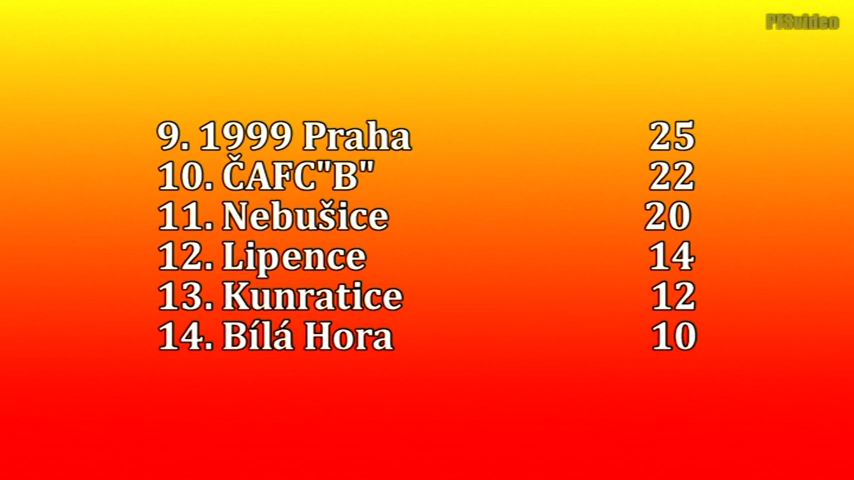 PFSvideo
9. 1999 Praha 25
10. ČAFC"B" 22
11. Nebušice 20
12. Lipence 14
13. Kunratice 12
14. Bílá Hora 10